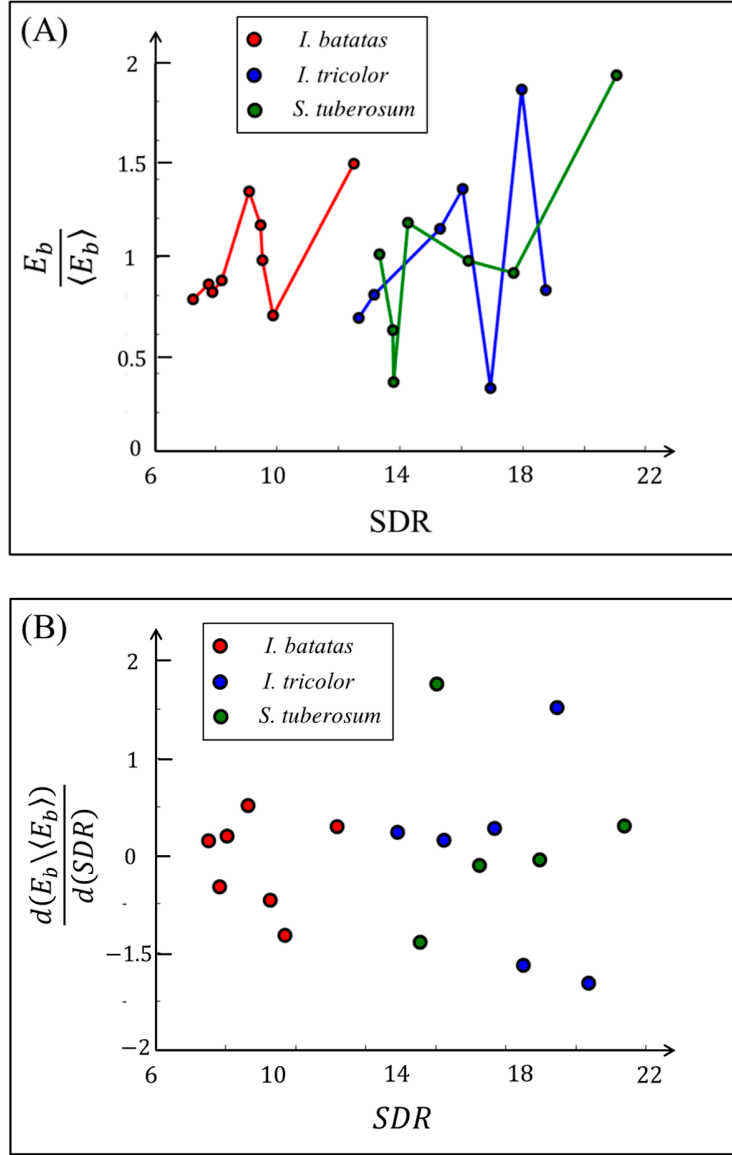 (A)
I. batatas
I. tricolor
S. tuberosum
2
1.5
1
0.5
0
E_b
⟨E_b⟩
6 10 14 18 22
SDR
(B)
I. batatas
I. tricolor
S. tuberosum
2
1
0
-
−1.5
-
−2
d(E_b\⟨E_b⟩)
d(SDR)
6 10 14 18 22
SDR